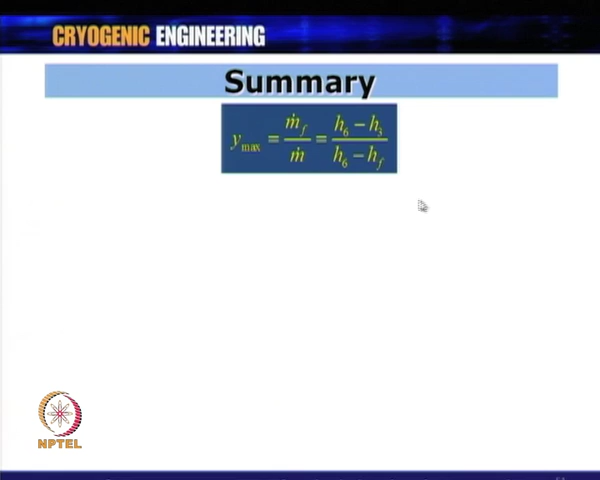 CRYOGENIC ENGINEERING
Summary
y_max = ṁ_f / ṁ = (h_6 − h_3) / (h_6 − h_f)
NPTEL